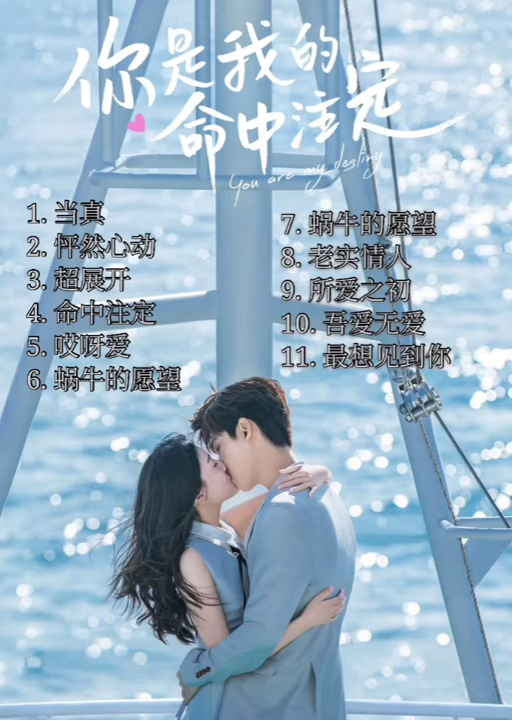 你是我的
命中注定
You are my destiny
1. 当真
2. 怦然心动
3. 超展开
4. 命中注定
5. 哎呀爱
6. 蜗牛的愿望
7. 蜗牛的愿望
8. 老实情人
9. 所爱之初
10. 吾爱无爱
11. 最想见到你